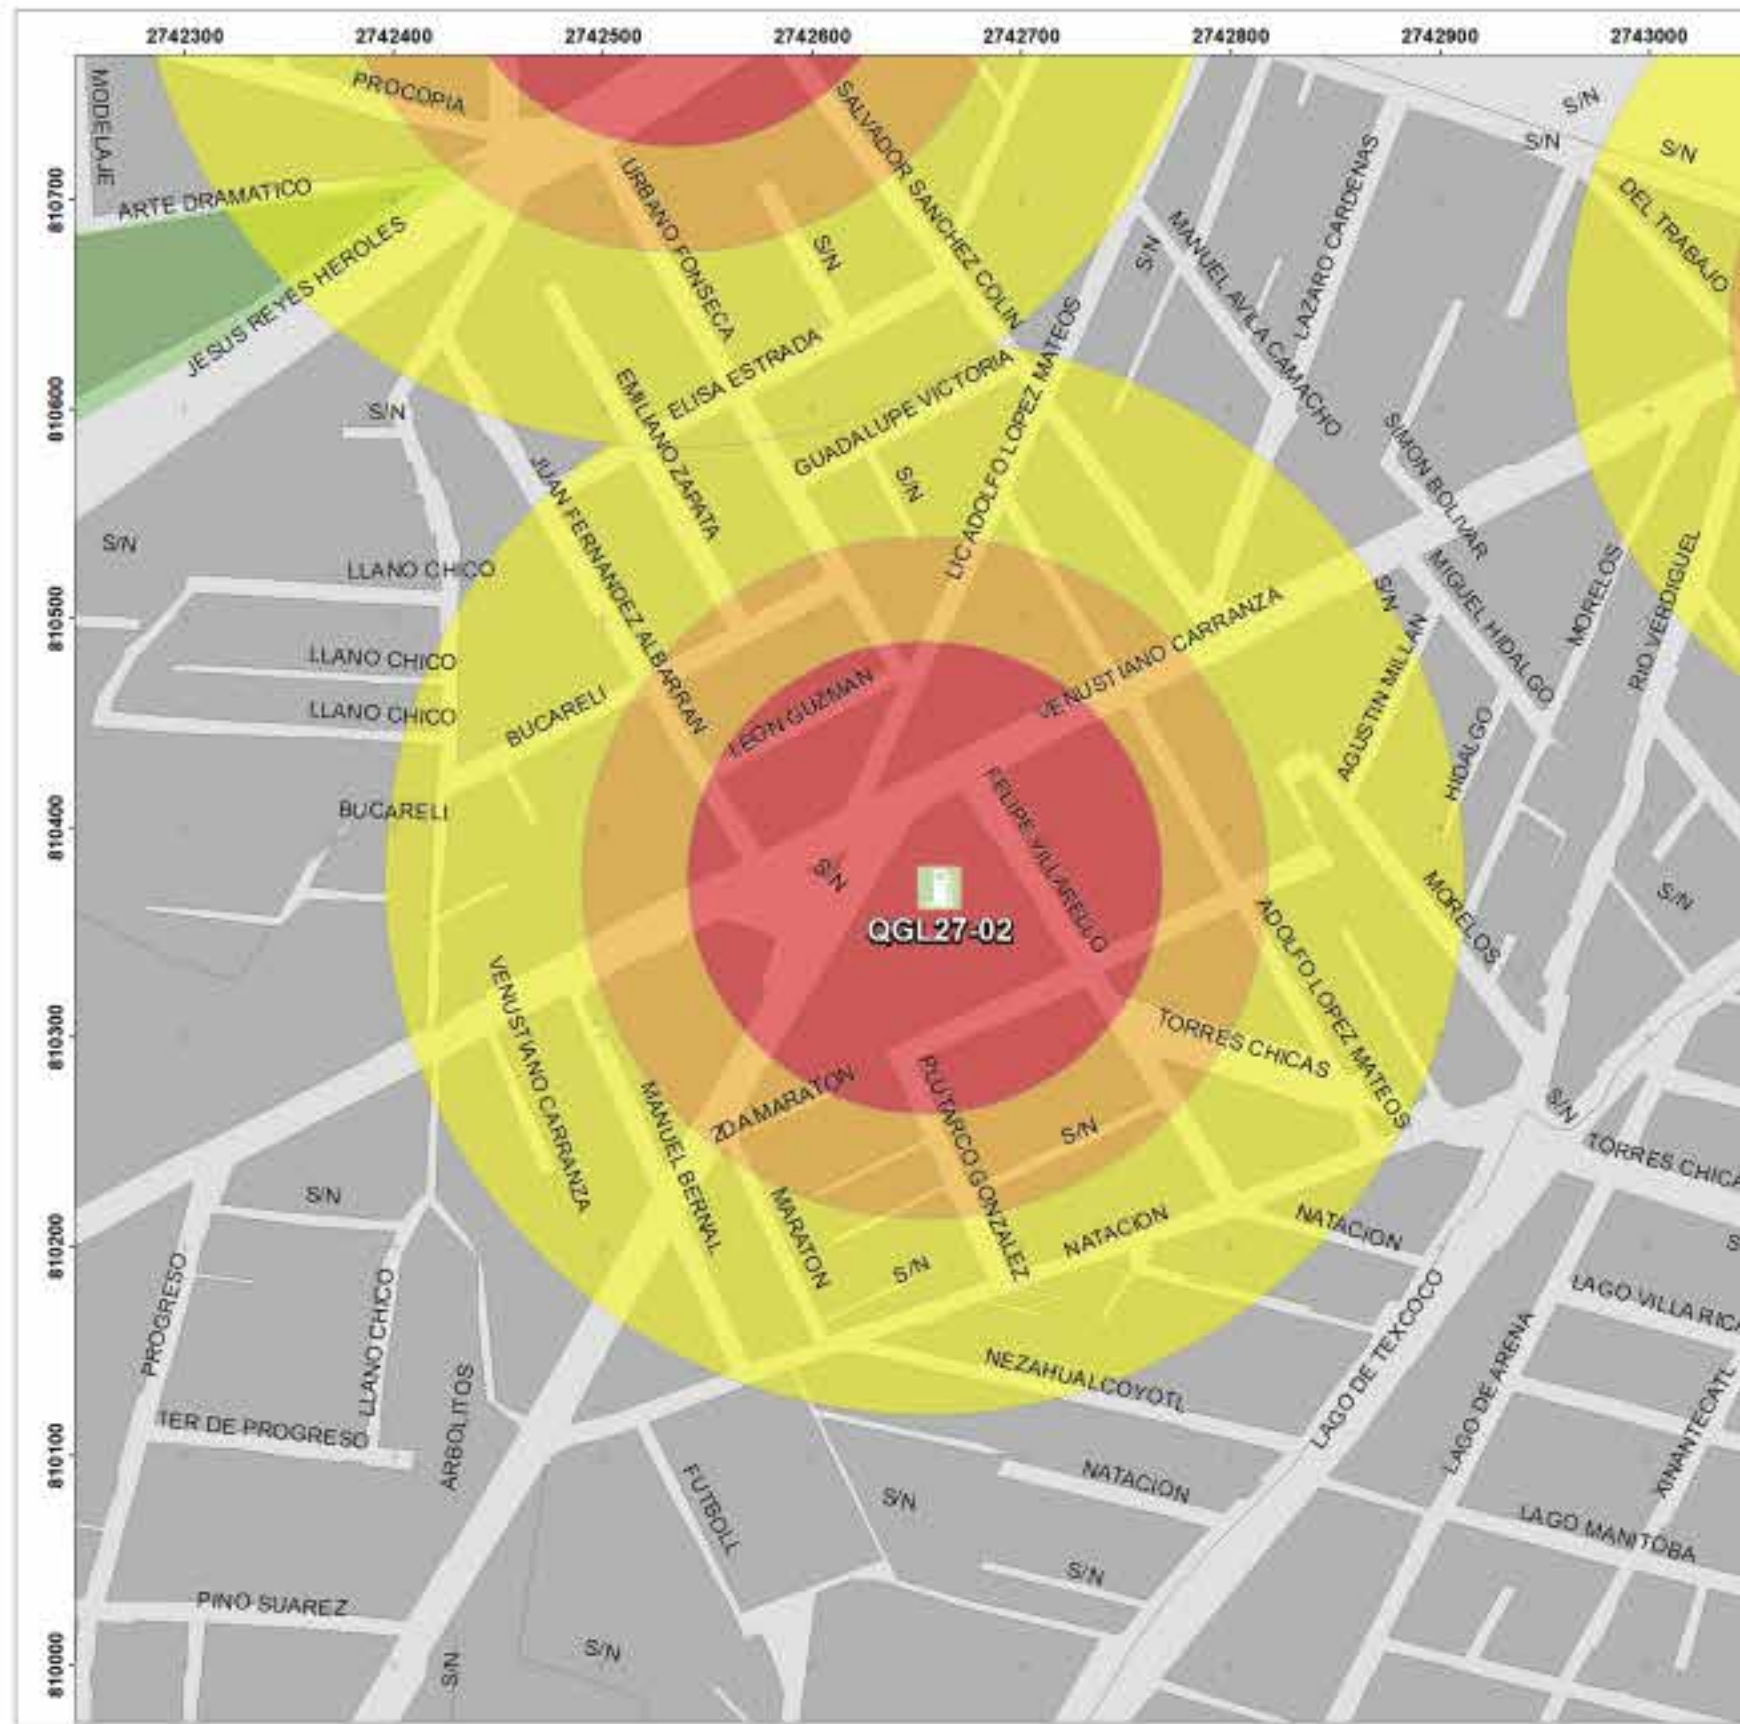 2742300 2742400 2742500 2742600 2742700 2742800 2742900 2743000
810700
810600
810500
810400
810300
810200
810100
810000
MODELAJE
PROCOPIA
ARTE DRAMATICO
JESUS REYES HEROLES
URBANO FONSECA
S/N
SALVADOR SANCHEZ COLIN
S/N
MANUEL AVILA CAMACHO
LAZARO CARDENAS
S/N
S/N
S/N
DEL TRABAJO
S/N
EMILIANO ZAPATA
ELISA ESTRADA
GUADALUPE VICTORIA
LIC ADOLFO LOPEZ MATEOS
S/N
SIMON BOLIVAR
JUAN FERNANDEZ ALBARRAN
S/N
LLANO CHICO
LLANO CHICO
LLANO CHICO
BUCARELI
BUCARELI
LEON GUZMAN
VENUSTIANO CARRANZA
S/N
MIGUEL HIDALGO
MORELOS
RIO VERDIGUEL
AGUSTIN MILLAN
HIDALGO
FELIPE VILLARELLO
S/N
QGL27-02
MORELOS
S/N
ADOLFO LOPEZ MATEOS
VENUSTIANO CARRANZA
TORRES CHICAS
MANUEL BERNAL
2DA MARATON
PLUTARCO GONZALEZ
S/N
S/N
TORRES CHICA
S/N
MARATON
S/N
NATACION
NATACION
S
PROGRESO
LLANO CHICO
ARBOLITOS
LAGO DE TEXCOCO
LAGO VILLA RICA
LAGO DE ARENA
NEZAHUALCOYOTL
XINANTECATL
TER DE PROGRESO
FUTBOLL
S/N
NATACION
LAGO MANITOBA
S/N
PINO SUAREZ
S/N
S/N